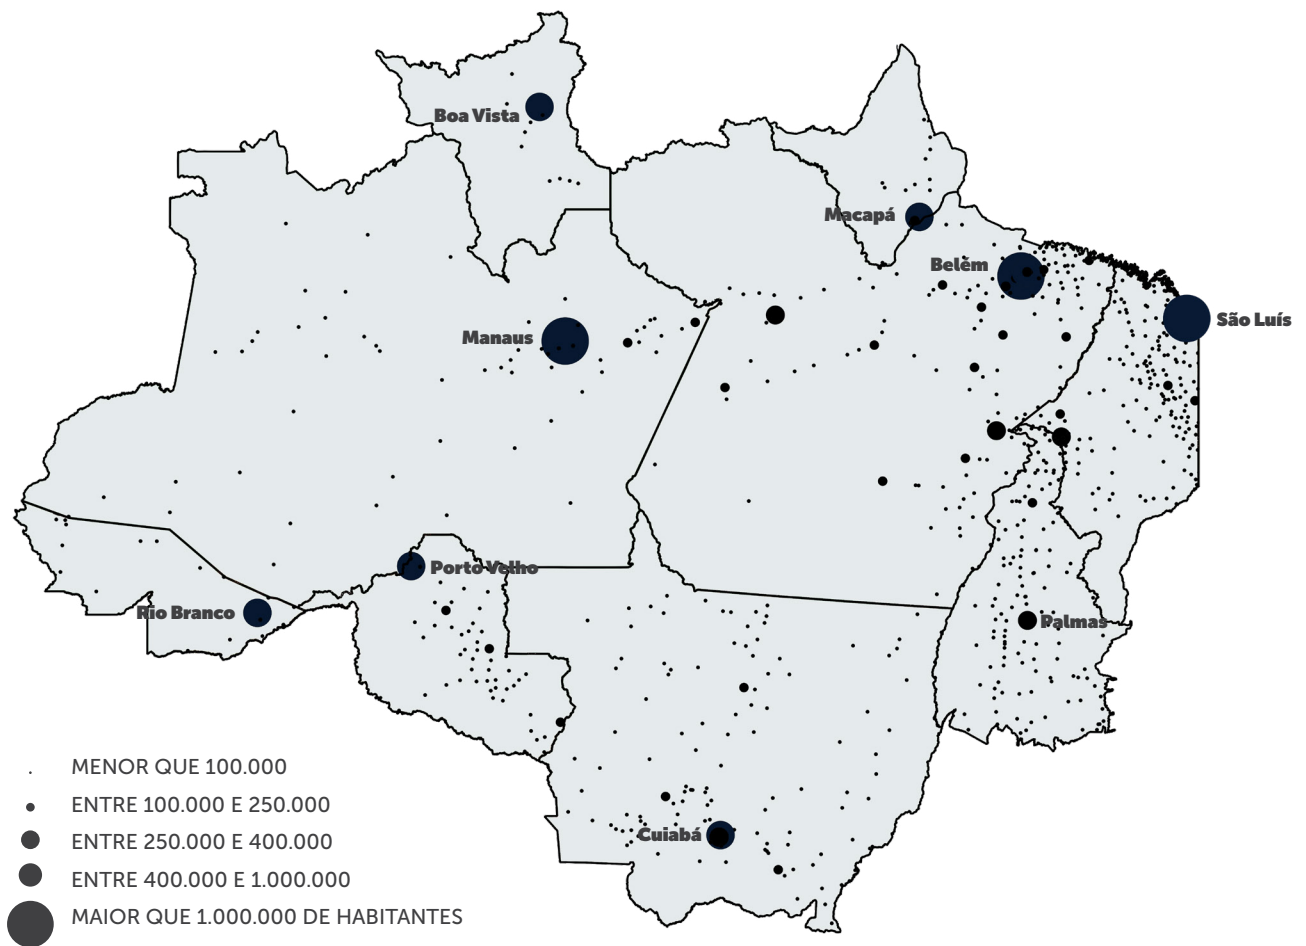 Boa Vista
Macapá
Belém
São Luís
Manaus
Porto Velho
Rio Branco
Palmas
Cuiabá
MENOR QUE 100.000
ENTRE 100.000 E 250.000
ENTRE 250.000 E 400.000
ENTRE 400.000 E 1.000.000
MAIOR QUE 1.000.000 DE HABITANTES